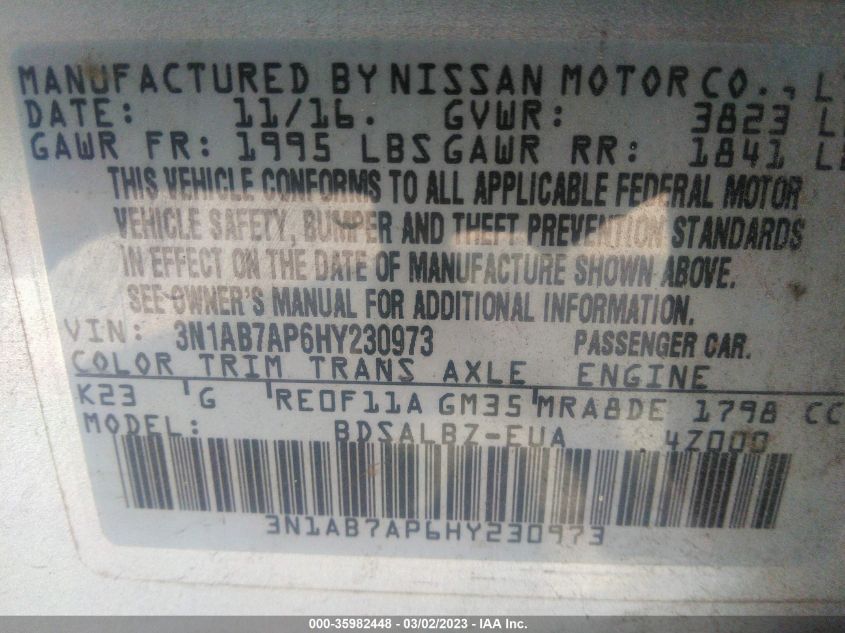 MANUFACTURED BY NISSAN MOTOR CO., L
DATE: 11/16. GVWR: 3823 L
GAWR FR: 1995 LBS GAWR RR: 1841 LB
THIS VEHICLE CONFORMS TO ALL APPLICABLE FEDERAL MOTOR
VEHICLE SAFETY, BUMPER AND THEFT PREVENTION STANDARDS
IN EFFECT ON THE DATE OF MANUFACTURE SHOWN ABOVE.
SEE OWNER'S MANUAL FOR ADDITIONAL INFORMATION.
VIN: 3N1AB7AP6HY230973 PASSENGER CAR.
COLOR TRIM TRANS AXLE ENGINE
K23 G RE0F11A GM35 MRA8DE 1798 CC
MODEL: BDSALBZ-EUA 4Z000
3N1AB7AP6HY230973
000-35982448 - 03/02/2023 - IAA Inc.